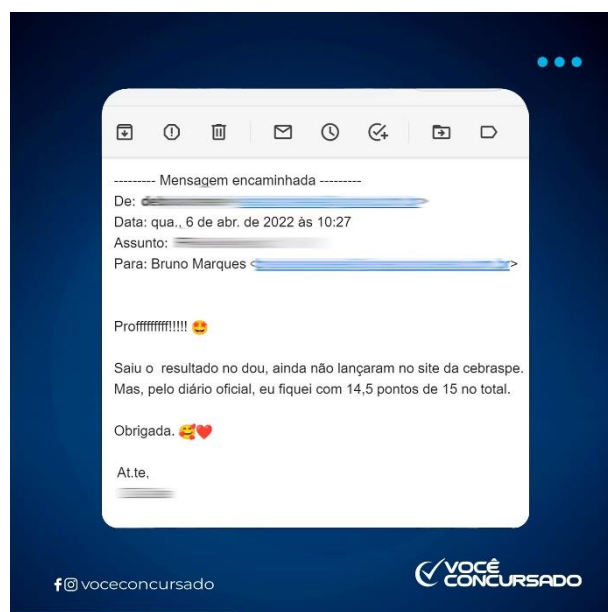 --------- Mensagem encaminhada ---------
De:
Data: qua., 6 de abr. de 2022 às 10:27
Assunto:
Para: Bruno Marques < >
Profffffffff!!!!! 🤩
Saiu o resultado no dou, ainda não lançaram no site da cebraspe.
Mas, pelo diário oficial, eu fiquei com 14,5 pontos de 15 no total.
Obrigada. 🥰❤️
At.te,
voceconcursado
VOCÊ
CONCURSADO